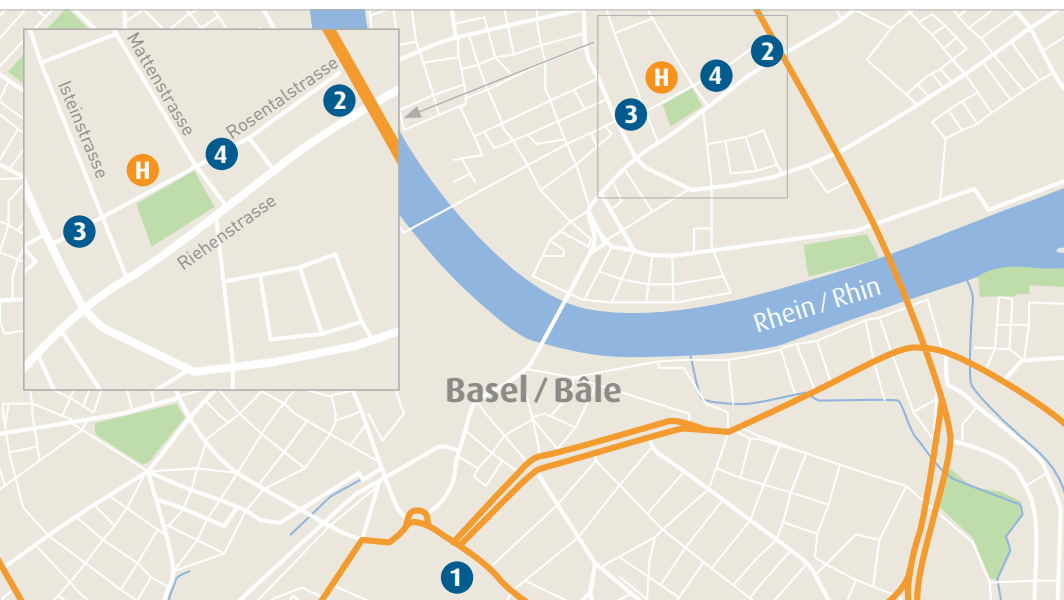 Mattenstrasse
Isteinstrasse
Rosentalstrasse
2
4
H
3
Riehenstrasse
2
4
H
3
Rhein / Rhin
Basel / Bâle
1